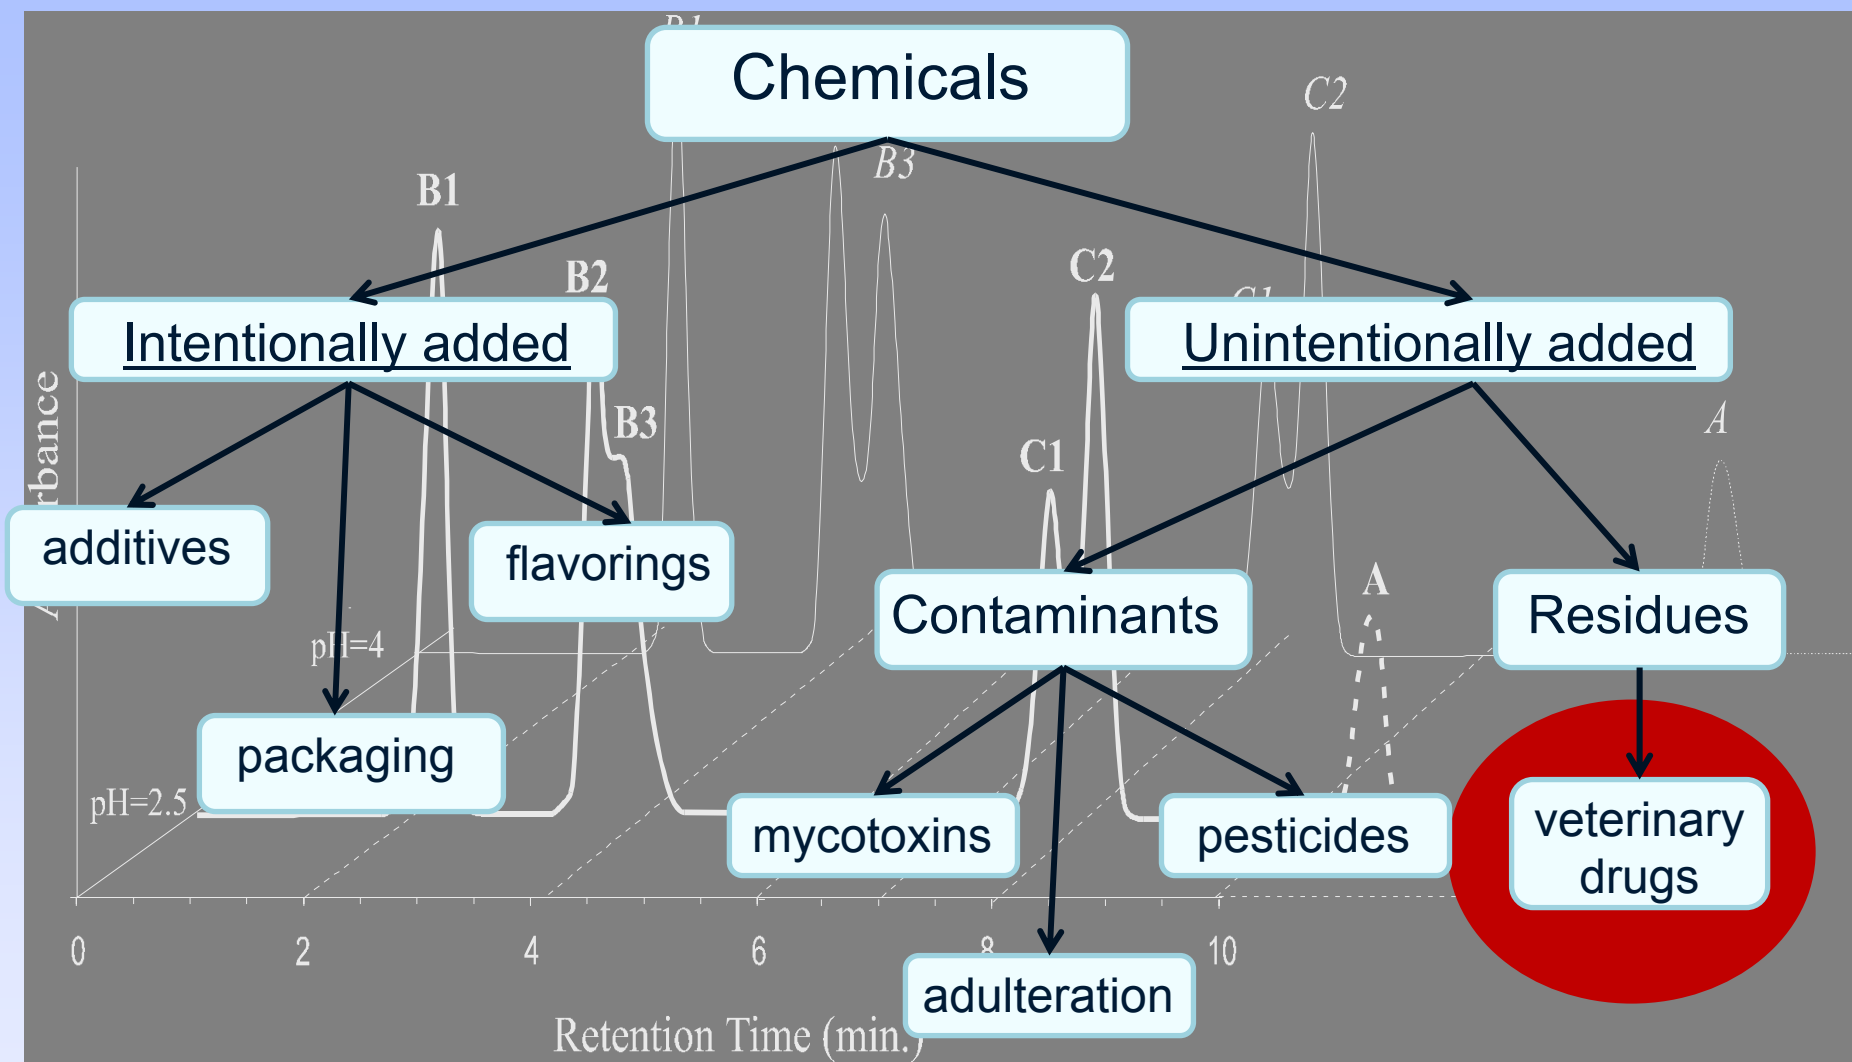 B1
Chemicals
C2
B3
B1
B2
C2
Intentionally added
Unintentionally added
B3
A
C1
additives
flavorings
A
Contaminants
Residues
pH=4
packaging
pH=2.5
mycotoxins
pesticides
veterinary
drugs
0
2
4
6
8
10
adulteration
Retention Time (min.)